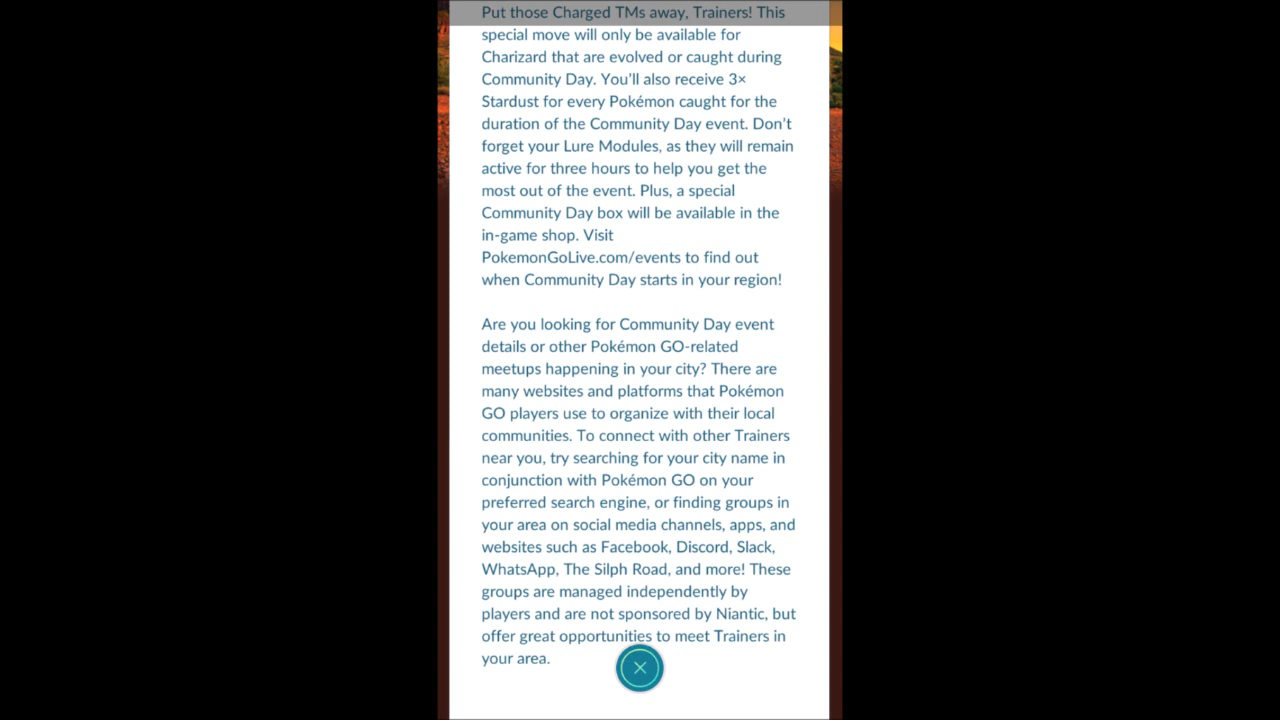 Put those Charged TMs away, Trainers! This
special move will only be available for
Charizard that are evolved or caught during
Community Day. You'll also receive 3×
Stardust for every Pokémon caught for the
duration of the Community Day event. Don't
forget your Lure Modules, as they will remain
active for three hours to help you get the
most out of the event. Plus, a special
Community Day box will be available in the
in-game shop. Visit
PokemonGoLive.com/events to find out
when Community Day starts in your region!
Are you looking for Community Day event
details or other Pokémon GO-related
meetups happening in your city? There are
many websites and platforms that Pokémon
GO players use to organize with their local
communities. To connect with other Trainers
near you, try searching for your city name in
conjunction with Pokémon GO on your
preferred search engine, or finding groups in
your area on social media channels, apps, and
websites such as Facebook, Discord, Slack,
WhatsApp, The Silph Road, and more! These
groups are managed independently by
players and are not sponsored by Niantic, but
offer great opportunities to meet Trainers in
your area.